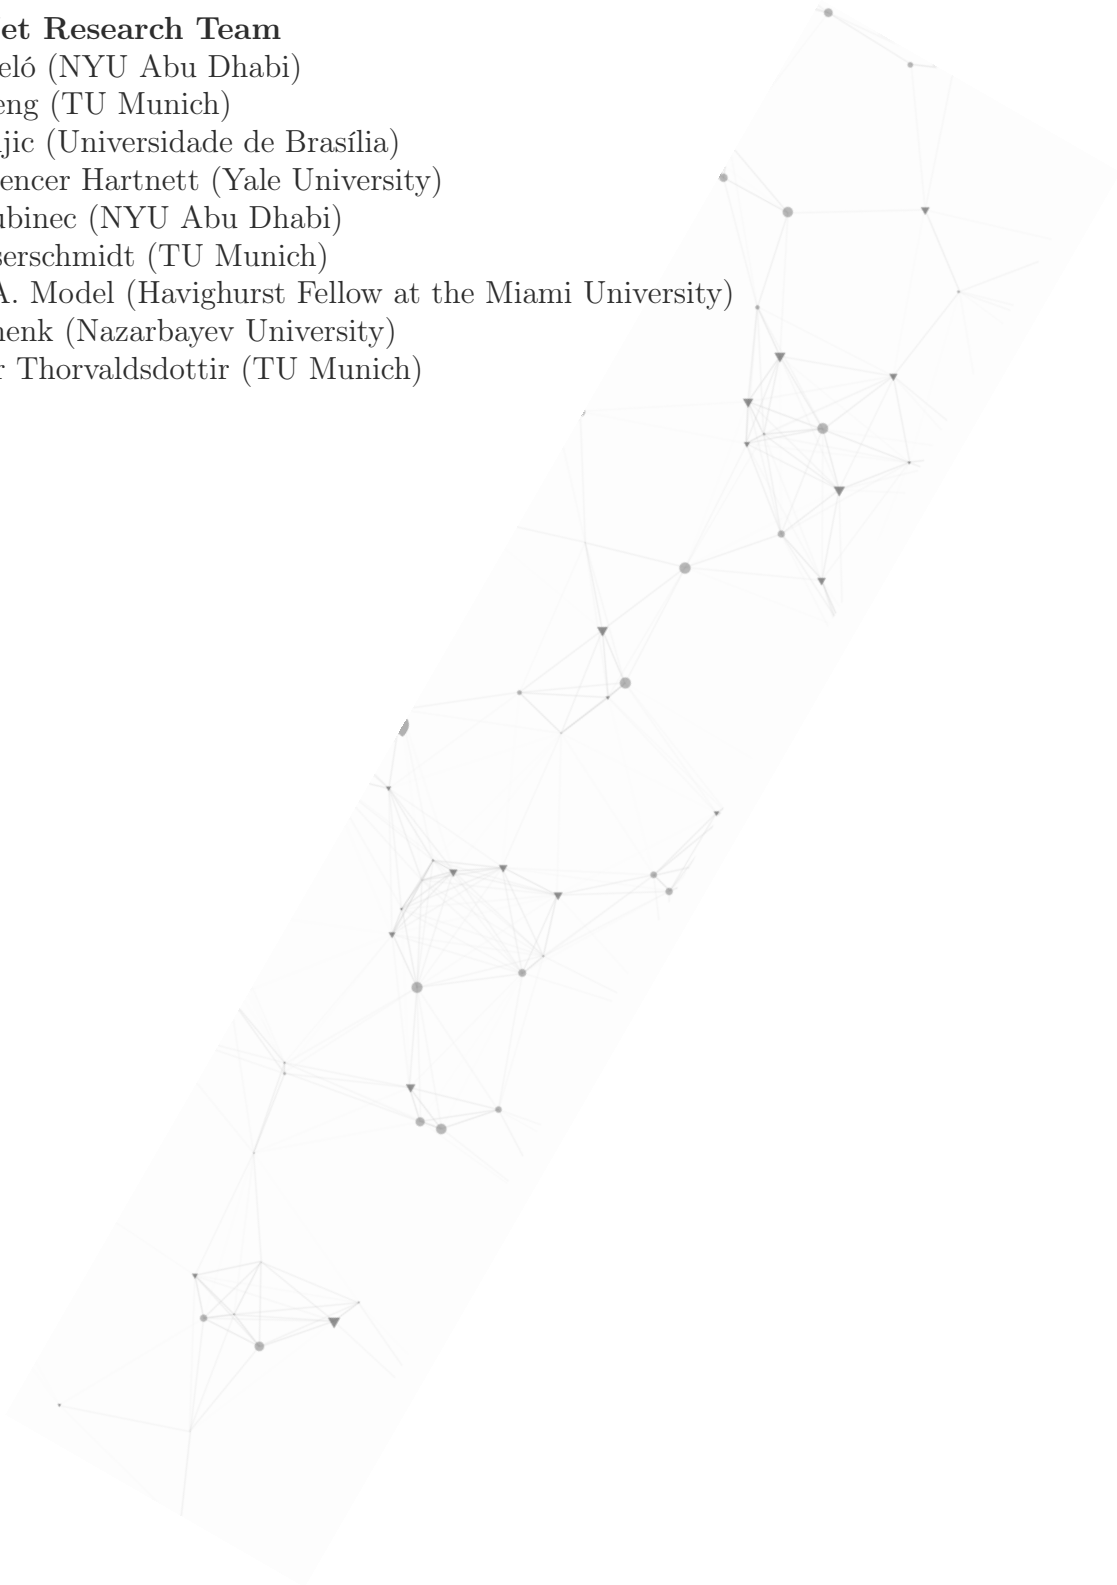 et Research Team
eló (NYU Abu Dhabi)
eng (TU Munich)
jic (Universidade de Brasília)
encer Hartnett (Yale University)
ubinec (NYU Abu Dhabi)
serschmidt (TU Munich)
A. Model (Havighurst Fellow at the Miami University)
henk (Nazarbayev University)
r Thorvaldsdottir (TU Munich)